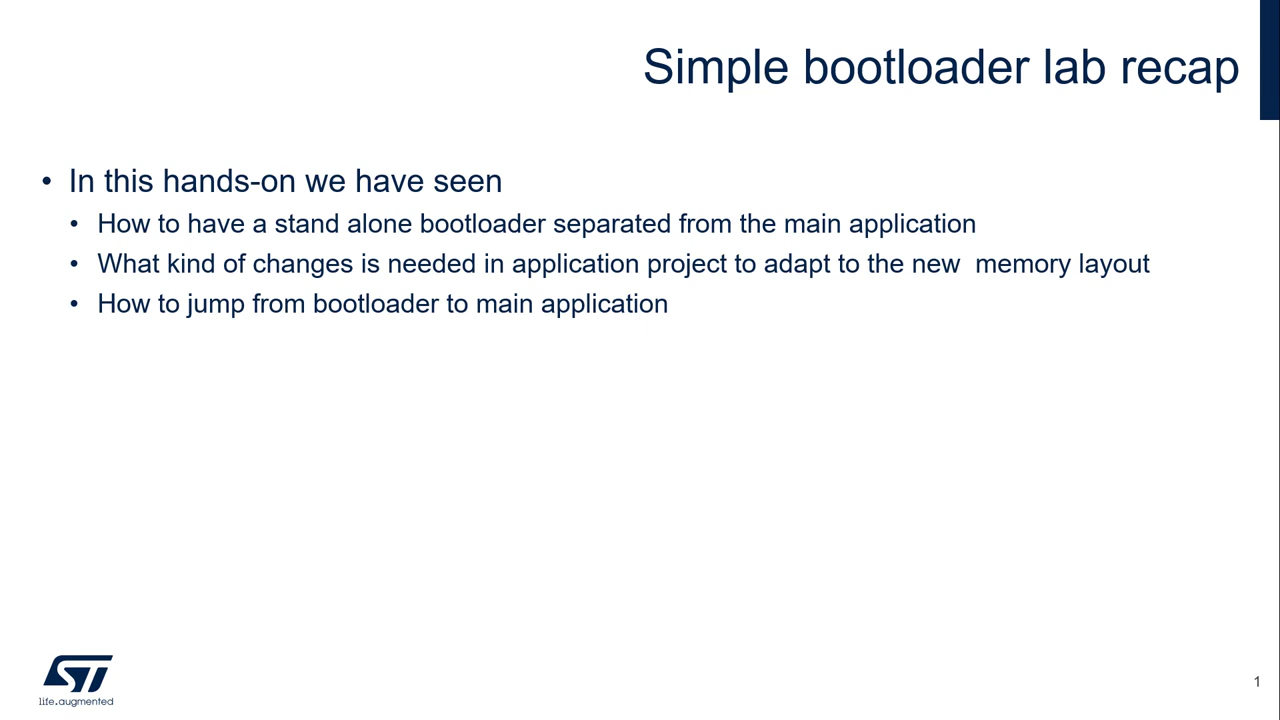 Simple bootloader lab recap
• In this hands-on we have seen
• How to have a stand alone bootloader separated from the main application
• What kind of changes is needed in application project to adapt to the new  memory layout
• How to jump from bootloader to main application
ST
life.augmented
1